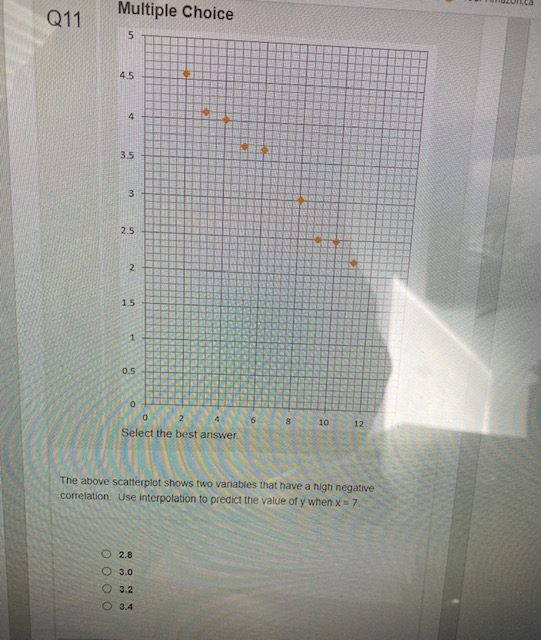 Q11
Multiple Choice
5
4.5
4
3.5
3
2.5
2
1.5
1
0.5
0
0 2 4 6 8 10 12
Select the best answer.
The above scatterplot shows two variables that have a high negative
correlation. Use interpolation to predict the value of y when x = 7.
2.8
3.0
3.2
3.4